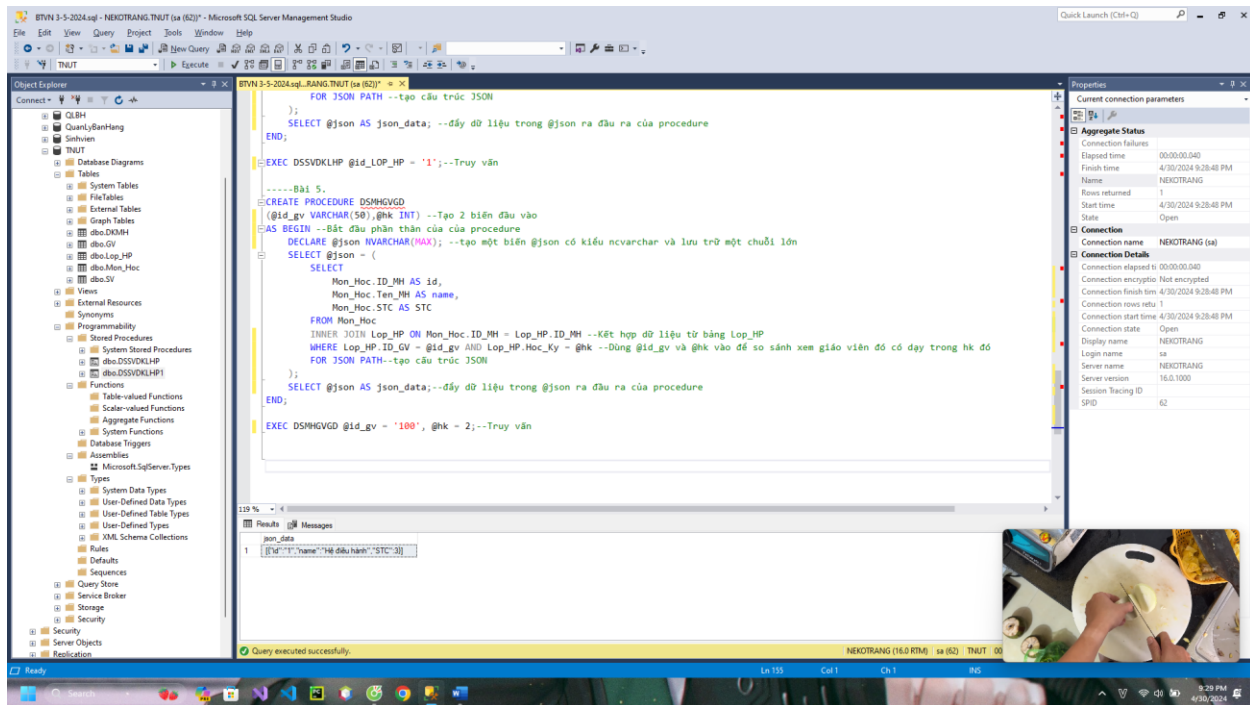 BTVN 3-5-2024.sql - NEKOTRANG.TNUT (sa (62))* - Microsoft SQL Server Management Studio
Quick Launch (Ctrl+Q)
File Edit View Query Project Tools Window Help
New Query
TNUT
Execute
Object Explorer
Connect
QLBH
QuanLyBanHang
Sinhvien
TNUT
Database Diagrams
Tables
System Tables
FileTables
External Tables
Graph Tables
dbo.DKMH
dbo.GV
dbo.Lop_HP
dbo.Mon_Hoc
dbo.SV
Views
External Resources
Synonyms
Programmability
Stored Procedures
System Stored Procedures
dbo.DSSVDKLHP
dbo.DSSVDKLHP1
Functions
Table-valued Functions
Scalar-valued Functions
Aggregate Functions
System Functions
Database Triggers
Assemblies
Microsoft.SqlServer.Types
Types
System Data Types
User-Defined Data Types
User-Defined Table Types
User-Defined Types
XML Schema Collections
Rules
Defaults
Sequences
Query Store
Service Broker
Storage
Security
Security
Server Objects
Replication
BTVN 3-5-2024.sql...RANG.TNUT (sa (62))*
FOR JSON PATH --tạo cấu trúc JSON
);
SELECT @json AS json_data; --đẩy dữ liệu trong @json ra đầu ra của procedure
END;
EXEC DSSVDKLHP @id_LOP_HP = '1';--Truy vấn
-----Bài 5.
CREATE PROCEDURE DSMHGVGD
(@id_gv VARCHAR(50),@hk INT) --Tạo 2 biến đầu vào
AS BEGIN --Bắt đầu phần thân của của procedure
DECLARE @json NVARCHAR(MAX); --tạo một biến @json có kiểu ncvarchar và lưu trữ một chuỗi lớn
SELECT @json = (
SELECT
Mon_Hoc.ID_MH AS id,
Mon_Hoc.Ten_MH AS name,
Mon_Hoc.STC AS STC
FROM Mon_Hoc
INNER JOIN Lop_HP ON Mon_Hoc.ID_MH = Lop_HP.ID_MH --Kết hợp dữ liệu từ bảng Lop_HP
WHERE Lop_HP.ID_GV = @id_gv AND Lop_HP.Hoc_Ky = @hk --Dùng @id_gv và @hk vào để so sánh xem giáo viên đó có dạy trong hk đó
FOR JSON PATH--tạo cấu trúc JSON
);
SELECT @json AS json_data;--đẩy dữ liệu trong @json ra đầu ra của procedure
END;
EXEC DSMHGVGD @id_gv = '100', @hk = 2;--Truy vấn
119 %
Results Messages
json_data
1 [{"id":"1","name":"Hệ điều hành","STC":3}]
Query executed successfully.
NEKOTRANG (16.0 RTM) sa (62) TNUT 00
Properties
Current connection parameters
Aggregate Status
Connection failures
Elapsed time 00:00:00.040
Finish time 4/30/2024 9:28:48 PM
Name NEKOTRANG
Rows returned 1
Start time 4/30/2024 9:28:48 PM
State Open
Connection
Connection name NEKOTRANG (sa)
Connection Details
Connection elapsed ti 00:00:00.040
Connection encryptio Not encrypted
Connection finish tim 4/30/2024 9:28:48 PM
Connection rows retu 1
Connection start time 4/30/2024 9:28:48 PM
Connection state Open
Display name NEKOTRANG
Login name sa
Server name NEKOTRANG
Server version 16.0.1000
Session Tracing ID
SPID 62
Ready
Ln 155 Col 1 Ch 1 INS
Search
9:29 PM
4/30/2024